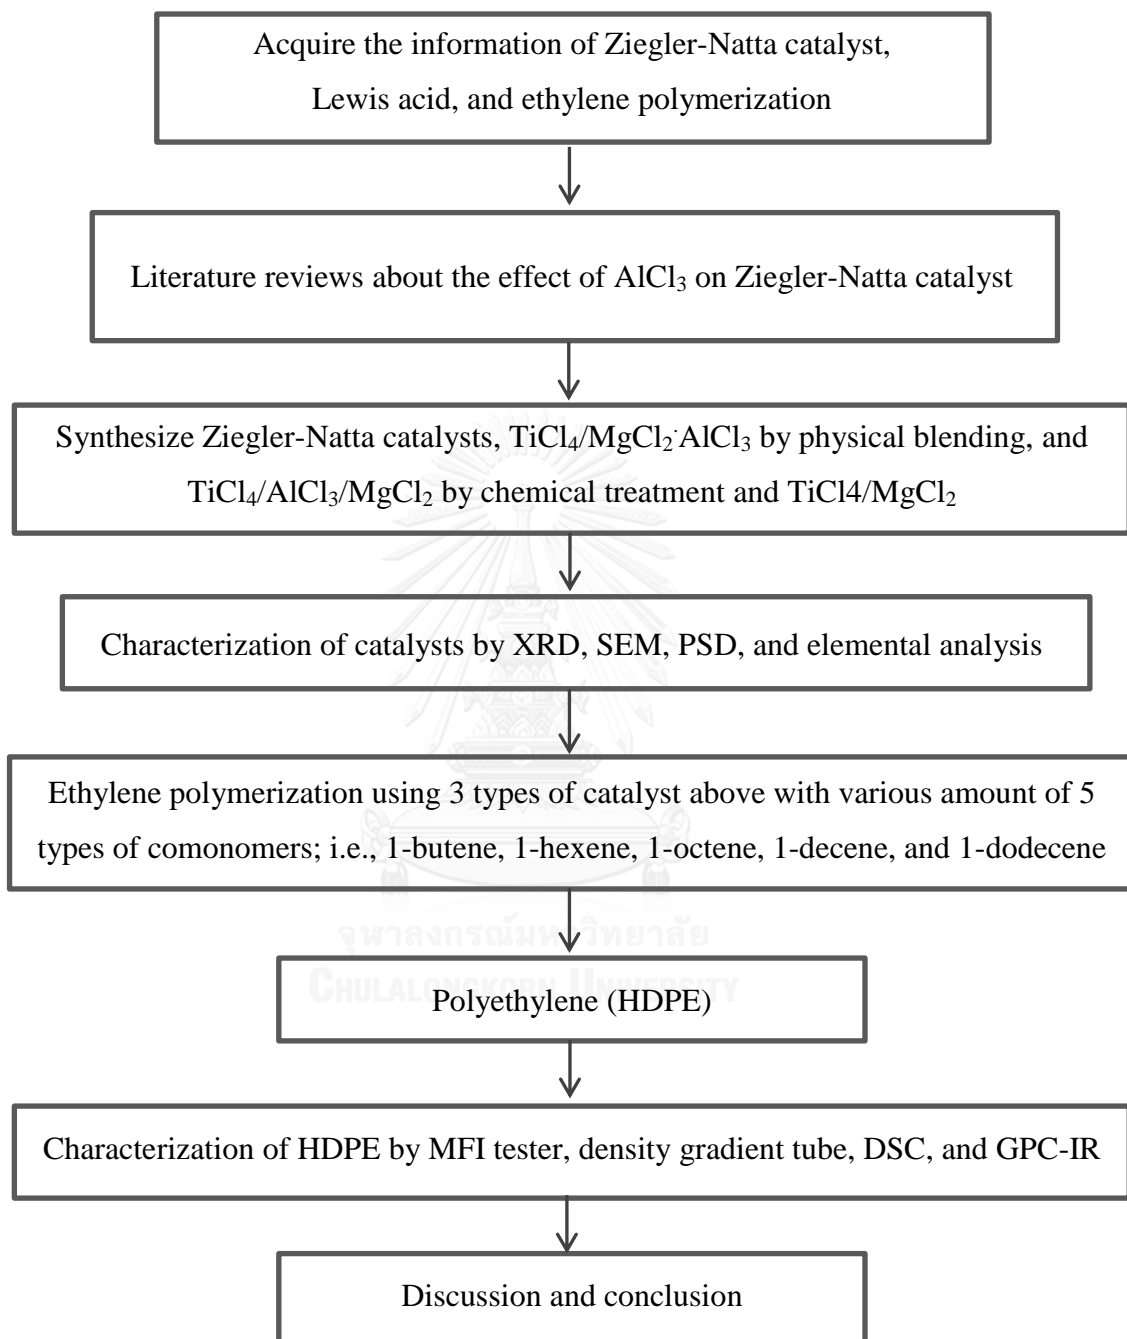 Acquire the information of Ziegler-Natta catalyst,
Lewis acid, and ethylene polymerization
Literature reviews about the effect of AlCl₃ on Ziegler-Natta catalyst
Synthesize Ziegler-Natta catalysts, TiCl₄/MgCl₂·AlCl₃ by physical blending, and
TiCl₄/AlCl₃/MgCl₂ by chemical treatment and TiCl4/MgCl₂
Characterization of catalysts by XRD, SEM, PSD, and elemental analysis
Ethylene polymerization using 3 types of catalyst above with various amount of 5
types of comonomers; i.e., 1-butene, 1-hexene, 1-octene, 1-decene, and 1-dodecene
จุฬาลงกรณ์มหาวิทยาลัย
CHULALONGKORN UNIVERSITY
Polyethylene (HDPE)
Characterization of HDPE by MFI tester, density gradient tube, DSC, and GPC-IR
Discussion and conclusion